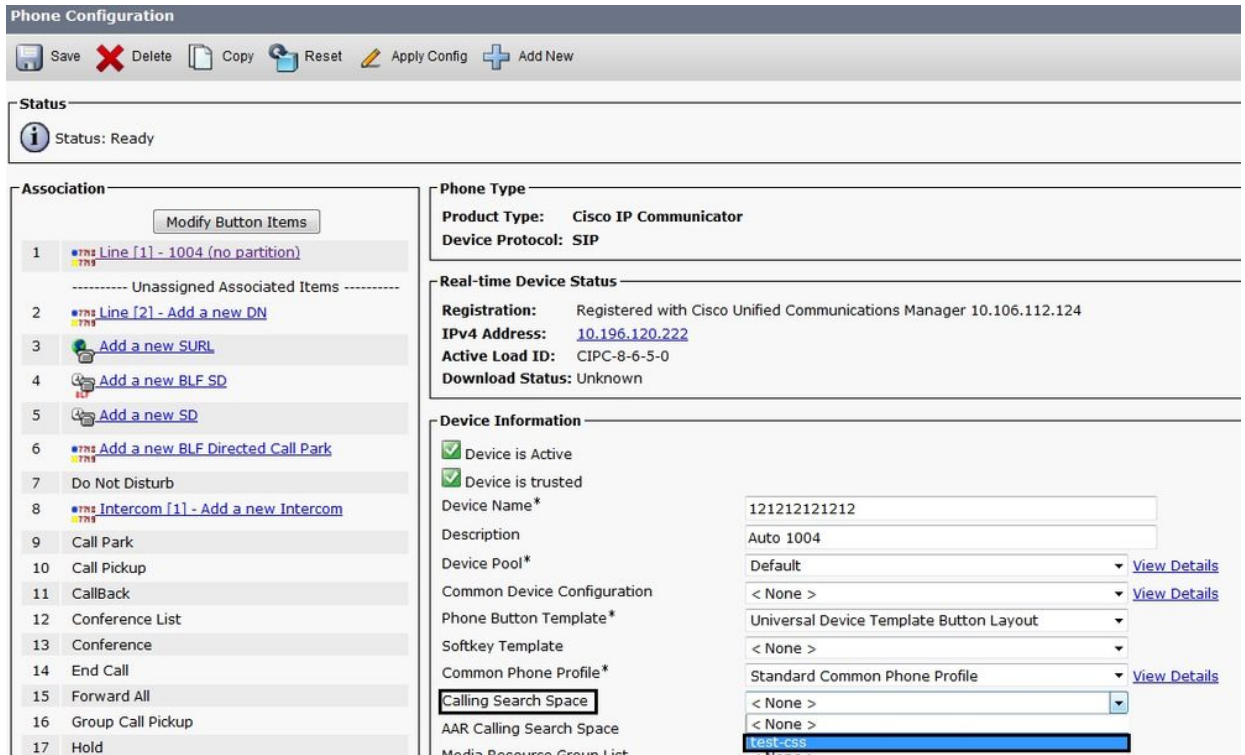 Phone Configuration
Save Delete Copy Reset Apply Config Add New
Status
Status: Ready
Association
Modify Button Items
1 Line [1] - 1004 (no partition)
---------- Unassigned Associated Items ----------
2 Line [2] - Add a new DN
3 Add a new SURL
4 Add a new BLF SD
5 Add a new SD
6 Add a new BLF Directed Call Park
7 Do Not Disturb
8 Intercom [1] - Add a new Intercom
9 Call Park
10 Call Pickup
11 CallBack
12 Conference List
13 Conference
14 End Call
15 Forward All
16 Group Call Pickup
17 Hold
Phone Type
Product Type: Cisco IP Communicator
Device Protocol: SIP
Real-time Device Status
Registration: Registered with Cisco Unified Communications Manager 10.106.112.124
IPv4 Address: 10.196.120.222
Active Load ID: CIPC-8-6-5-0
Download Status: Unknown
Device Information
Device is Active
Device is trusted
Device Name* 121212121212
Description Auto 1004
Device Pool* Default View Details
Common Device Configuration < None > View Details
Phone Button Template* Universal Device Template Button Layout
Softkey Template < None >
Common Phone Profile* Standard Common Phone Profile View Details
Calling Search Space < None >
< None >
AAR Calling Search Space test-css
Media Resource Group List